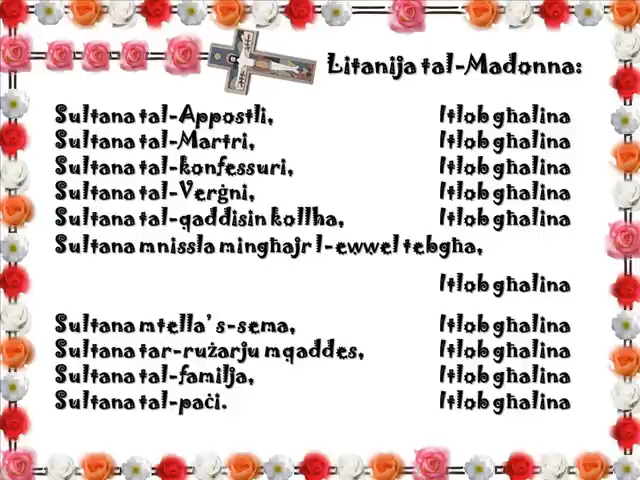 Litanija tal-Madonna:
Sultana tal-Appostli, Itlob għalina
Sultana tal-Martri, Itlob għalina
Sultana tal-konfessuri, Itlob għalina
Sultana tal-Verġni, Itlob għalina
Sultana tal-qaddisin kollha, Itlob għalina
Sultana mnissla mingħajr l-ewwel tebgħa,
Itlob għalina
Sultana mtella' s-sema, Itlob għalina
Sultana tar-rużarju mqaddes, Itlob għalina
Sultana tal-familja, Itlob għalina
Sultana tal-paċi. Itlob għalina